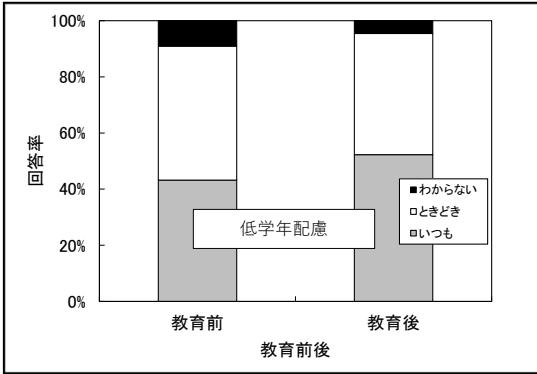 100%
80%
60%
40%
20%
0%
回答率
わからない
ときどき
いつも
低学年配慮
教育前
教育後
教育前後